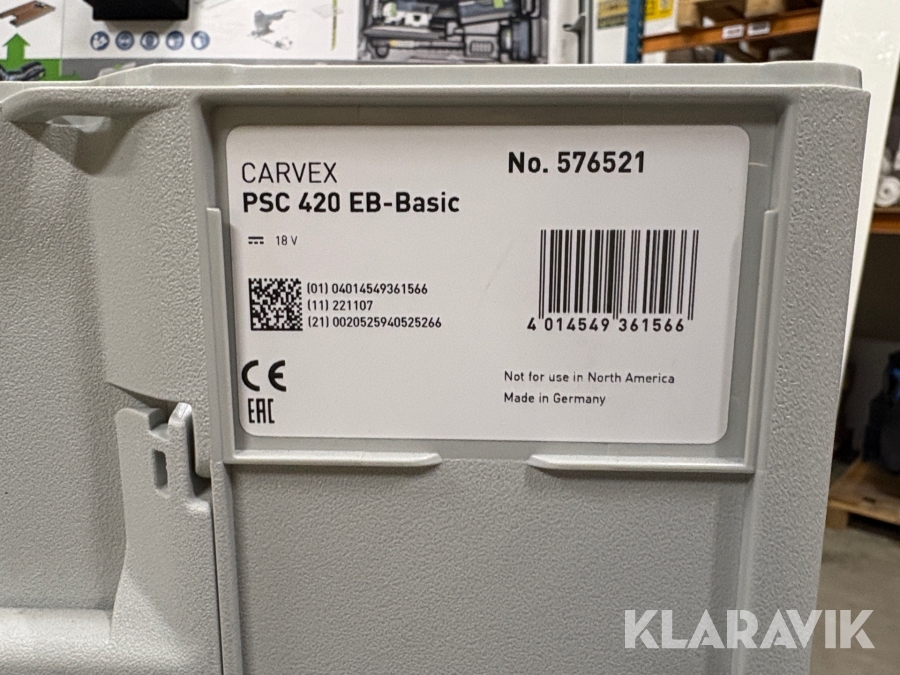 CARVEX
PSC 420 EB-Basic
No. 576521
18 V
(01) 04014549361566
(11) 221107
(21) 0020525940525266
4 014549 361566
CE
EAC
Not for use in North America
Made in Germany
KLARAVIK